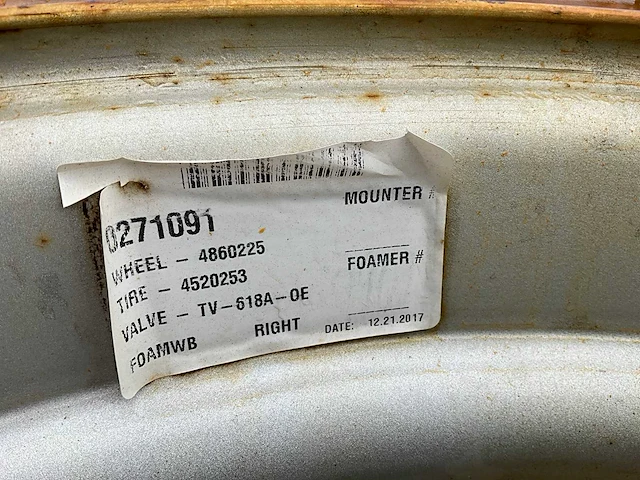 0271091
MOUNTER #
WHEEL - 4860225
TIRE - 4520253
FOAMER #
VALVE - TV-618A-OE
FOAMWB
RIGHT
DATE: 12.21.2017